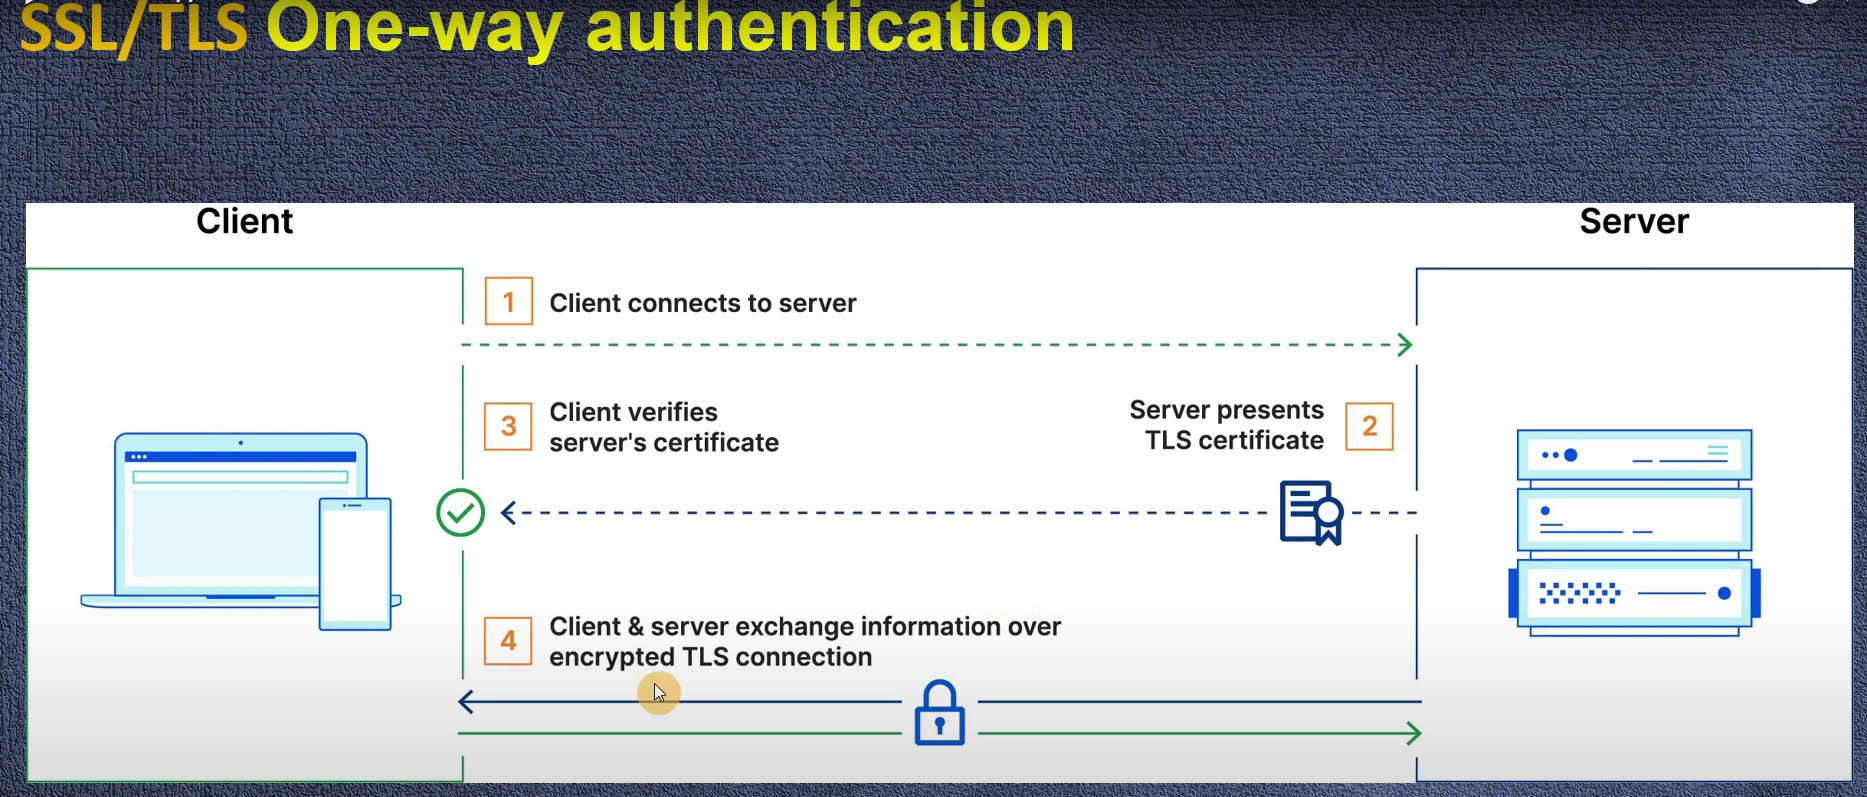 SSL/TLS One-way authentication
Client
Server
1
Client connects to server
3
Client verifies
server's certificate
Server presents
TLS certificate
2
4
Client & server exchange information over
encrypted TLS connection